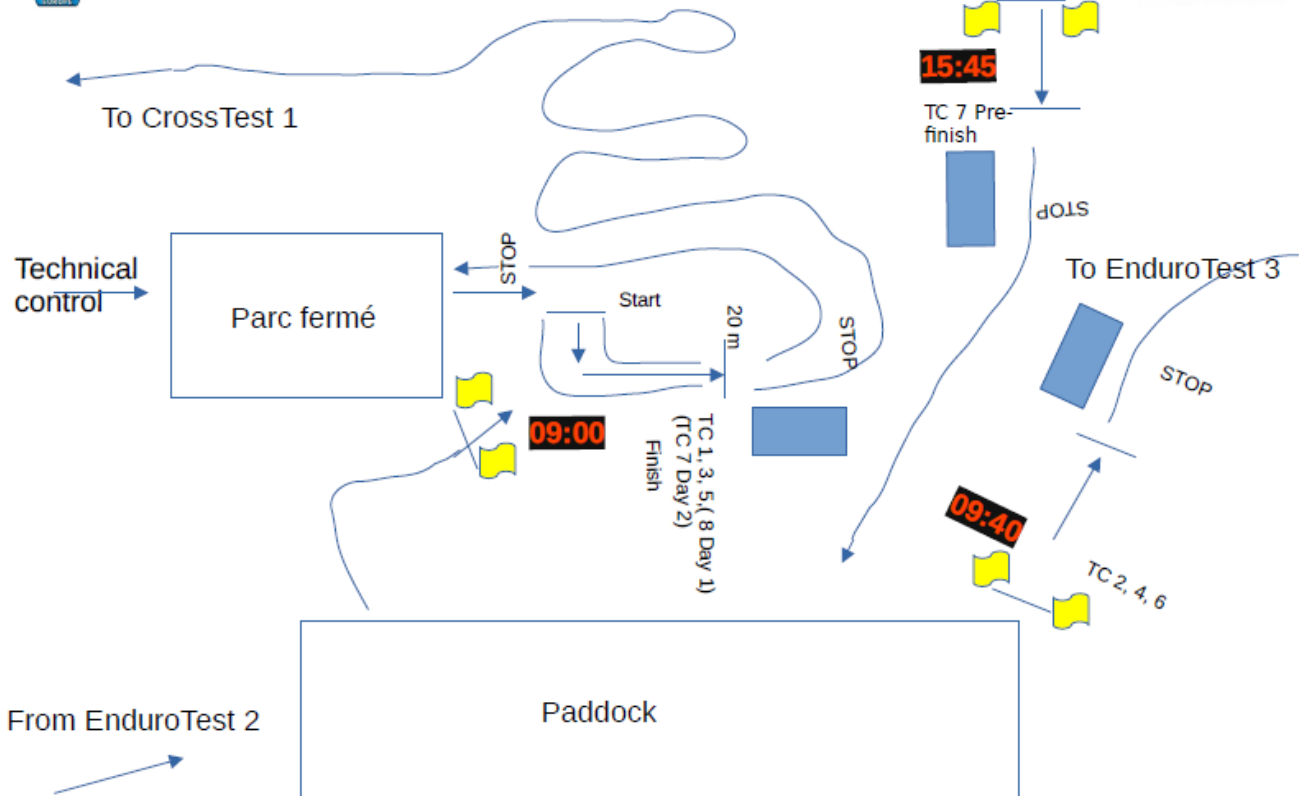 15:45
TC 7 Pre-
finish
To CrossTest 1
STOP
To EnduroTest 3
Technical
control
Parc fermé
STOP
Start
20 m
STOP
STOP
09:00
TC 1, 3, 5,( 8 Day 1)
(TC 7 Day 2)
Finish
09:40
TC 2, 4, 6
From EnduroTest 2
Paddock